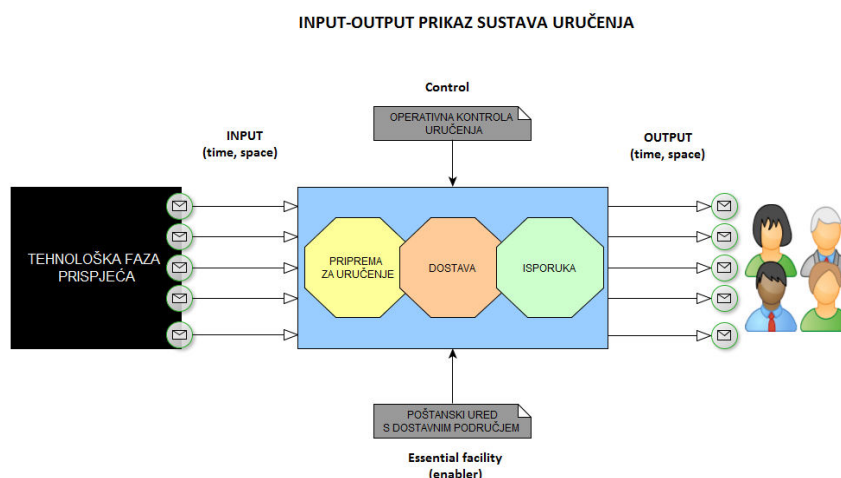 INPUT-OUTPUT PRIKAZ SUSTAVA URUČENJA
Control
OPERATIVNA KONTROLA
URUČENJA
INPUT
(time, space)
OUTPUT
(time, space)
TEHNOLOŠKA FAZA
PRISPJEĆA
PRIPREMA
ZA URUČENJE
DOSTAVA
ISPORUKA
POŠTANSKI URED
S DOSTAVNIM PODRUČJEM
Essential facility
(enabler)